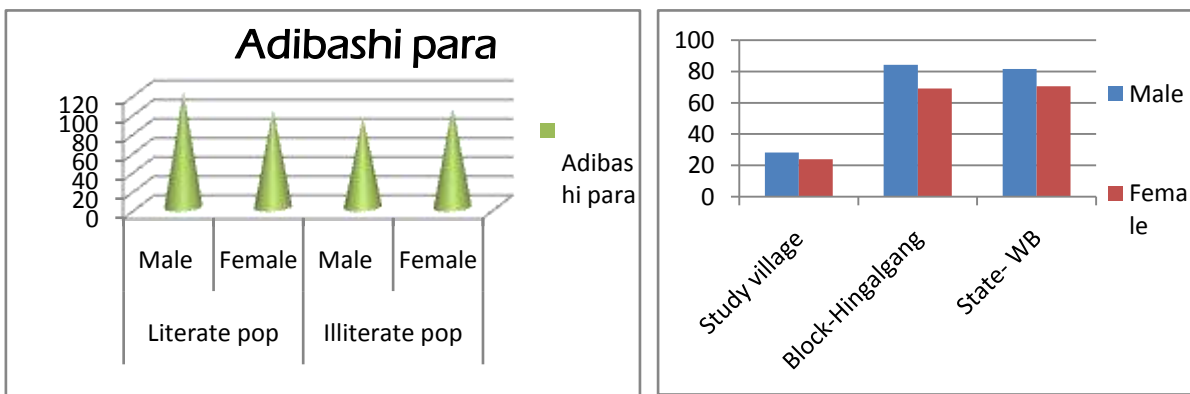 Adibashi para
120
100
80
60
40
20
0
Male Female Male Female
Literate pop Illiterate pop
Adibas
hi para
100
80
60
40
20
0
Study village
Block-Hingalgang
State- WB
Male
Fema
le